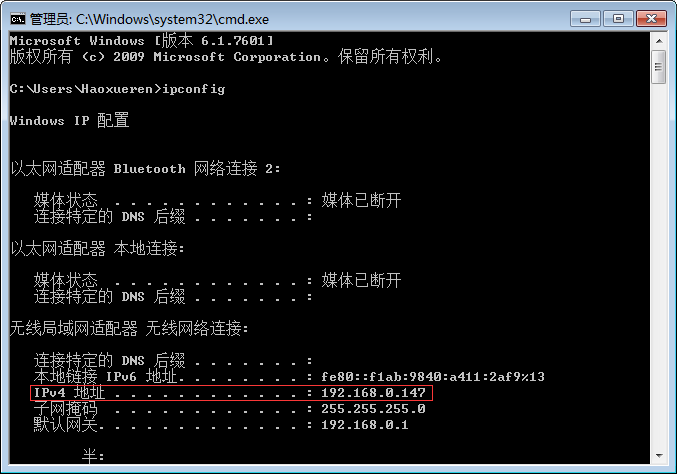 管理员: C:\Windows\system32\cmd.exe
Microsoft Windows [版本 6.1.7601]
版权所有 (c) 2009 Microsoft Corporation。保留所有权利。
C:\Users\Haoxueren>ipconfig
Windows IP 配置
以太网适配器 Bluetooth 网络连接 2:
媒体状态 . . . . . . . . . . . . : 媒体已断开
连接特定的 DNS 后缀 . . . . . . . :
以太网适配器 本地连接:
媒体状态 . . . . . . . . . . . . : 媒体已断开
连接特定的 DNS 后缀 . . . . . . . :
无线局域网适配器 无线网络连接:
连接特定的 DNS 后缀 . . . . . . . :
本地链接 IPv6 地址. . . . . . . . : fe80::f1ab:9840:a411:2af9%13
IPv4 地址 . . . . . . . . . . . . : 192.168.0.147
子网掩码 . . . . . . . . . . . . : 255.255.255.0
默认网关. . . . . . . . . . . . . : 192.168.0.1
半: